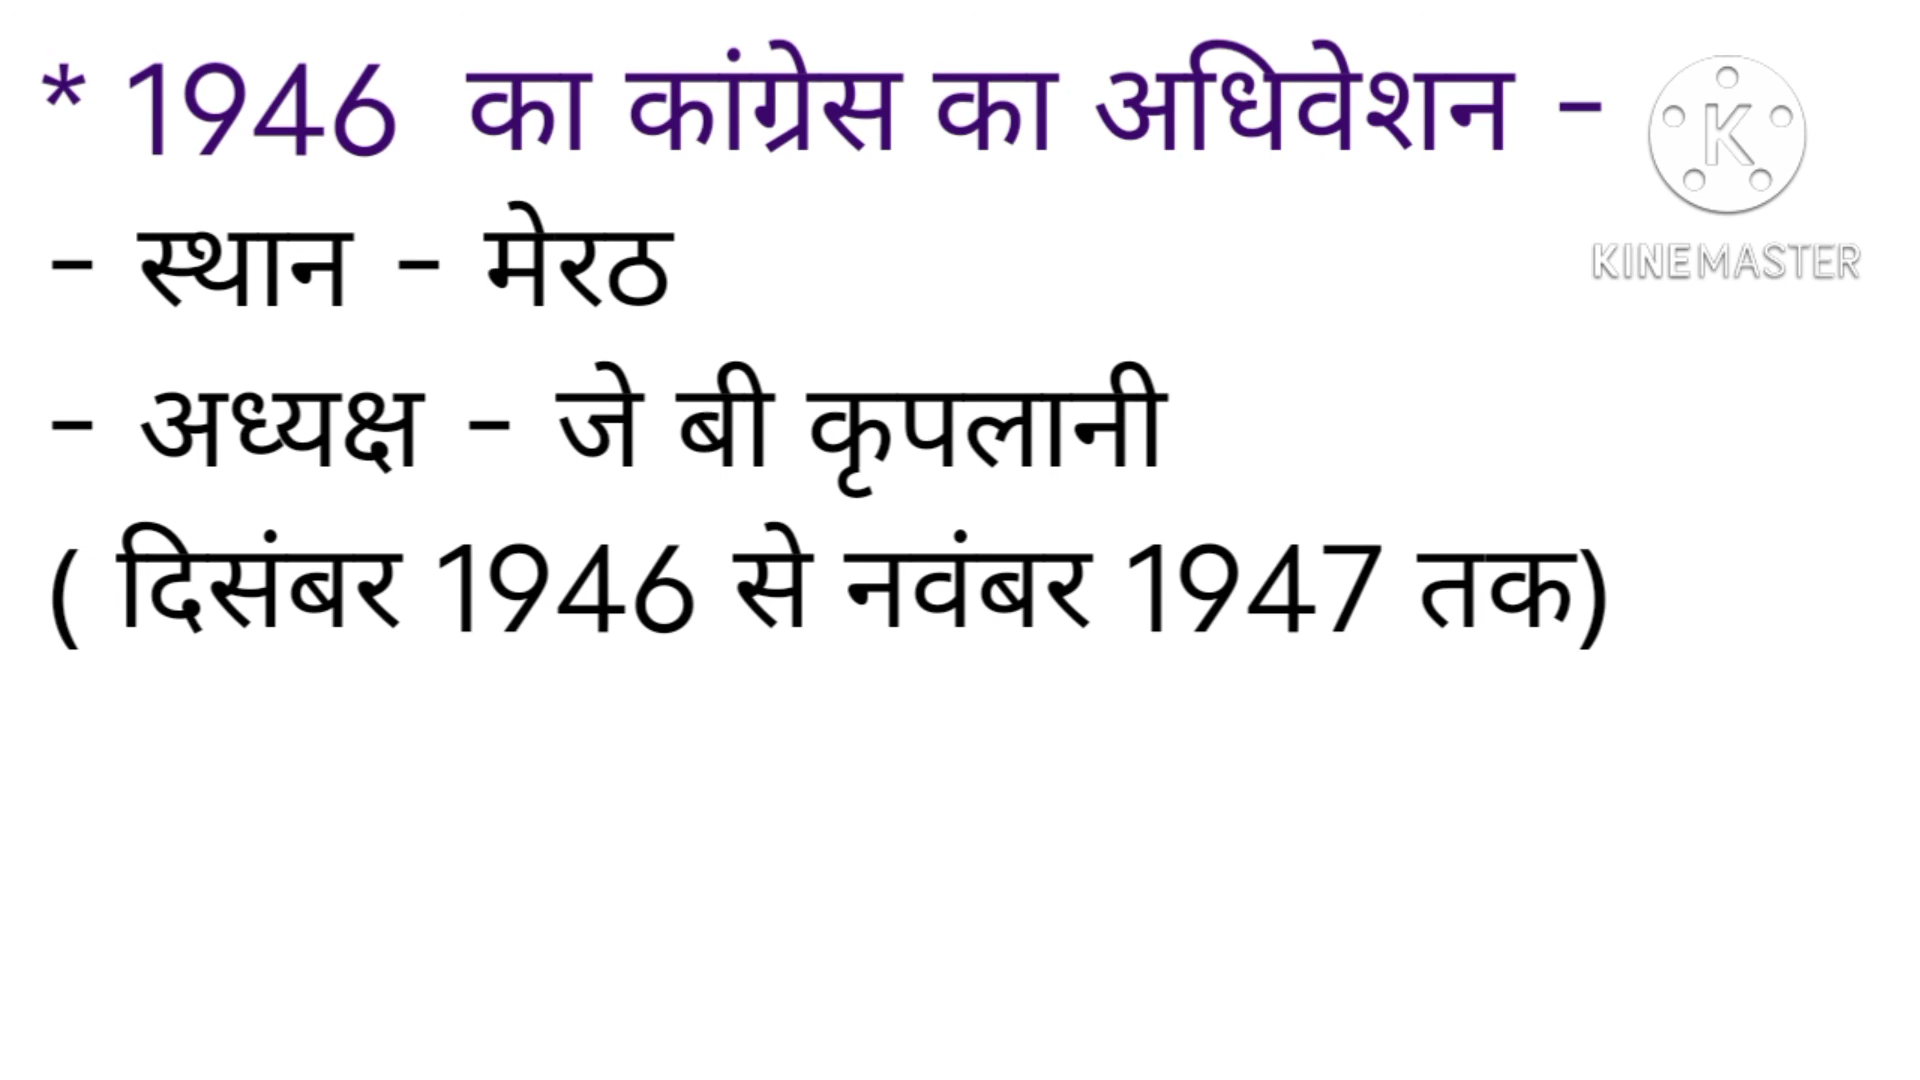 * 1946 का कांग्रेस का अधिवेशन -
K
KINEMASTER
- स्थान - मेरठ
- अध्यक्ष - जे बी कृपलानी
( दिसंबर 1946 से नवंबर 1947 तक)